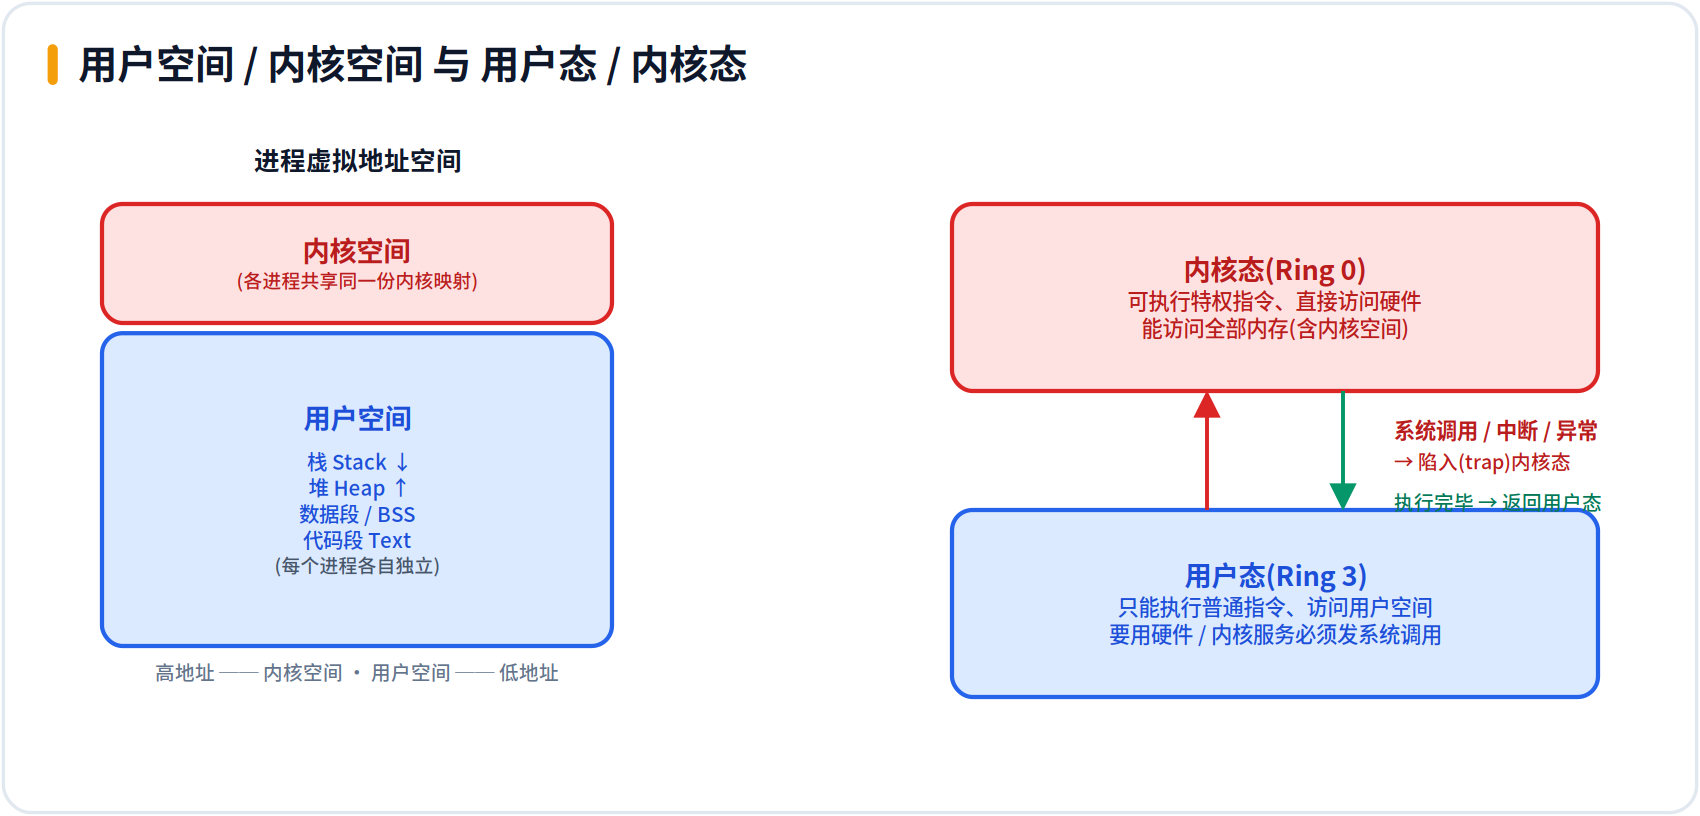 用户空间 / 内核空间 与 用户态 / 内核态
进程虚拟地址空间
内核空间
(各进程共享同一份内核映射)
用户空间
栈 Stack ↓
堆 Heap ↑
数据段 / BSS
代码段 Text
(每个进程各自独立)
高地址 —— 内核空间 · 用户空间 —— 低地址
内核态(Ring 0)
可执行特权指令、直接访问硬件
能访问全部内存(含内核空间)
系统调用 / 中断 / 异常
→ 陷入(trap)内核态
执行完毕 → 返回用户态
用户态(Ring 3)
只能执行普通指令、访问用户空间
要用硬件 / 内核服务必须发系统调用